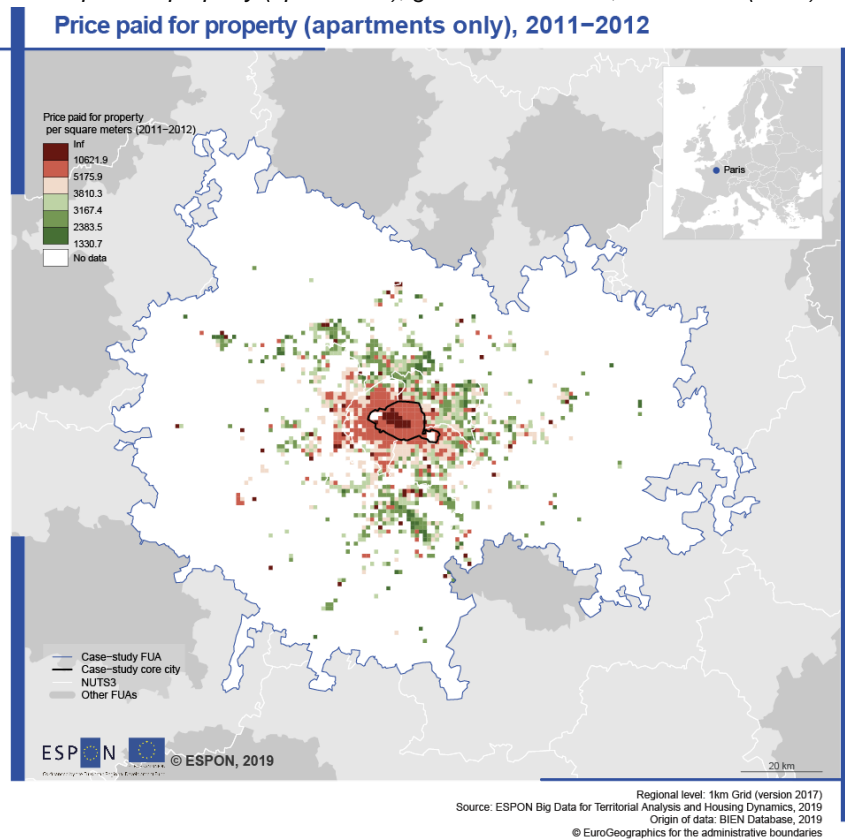 Price paid for property (apartments only), 2011−2012
Price paid for property
per square meters (2011−2012)
Inf
10621.9
5175.9
3810.3
3167.4
2383.5
1330.7
No data
Paris
Case−study FUA
Case−study core city
NUTS3
Other FUAs
ESPON
© ESPON, 2019
20 km
Regional level: 1km Grid (version 2017)
Source: ESPON Big Data for Territorial Analysis and Housing Dynamics, 2019
Origin of data: BIEN Database, 2019
© EuroGeographics for the administrative boundaries